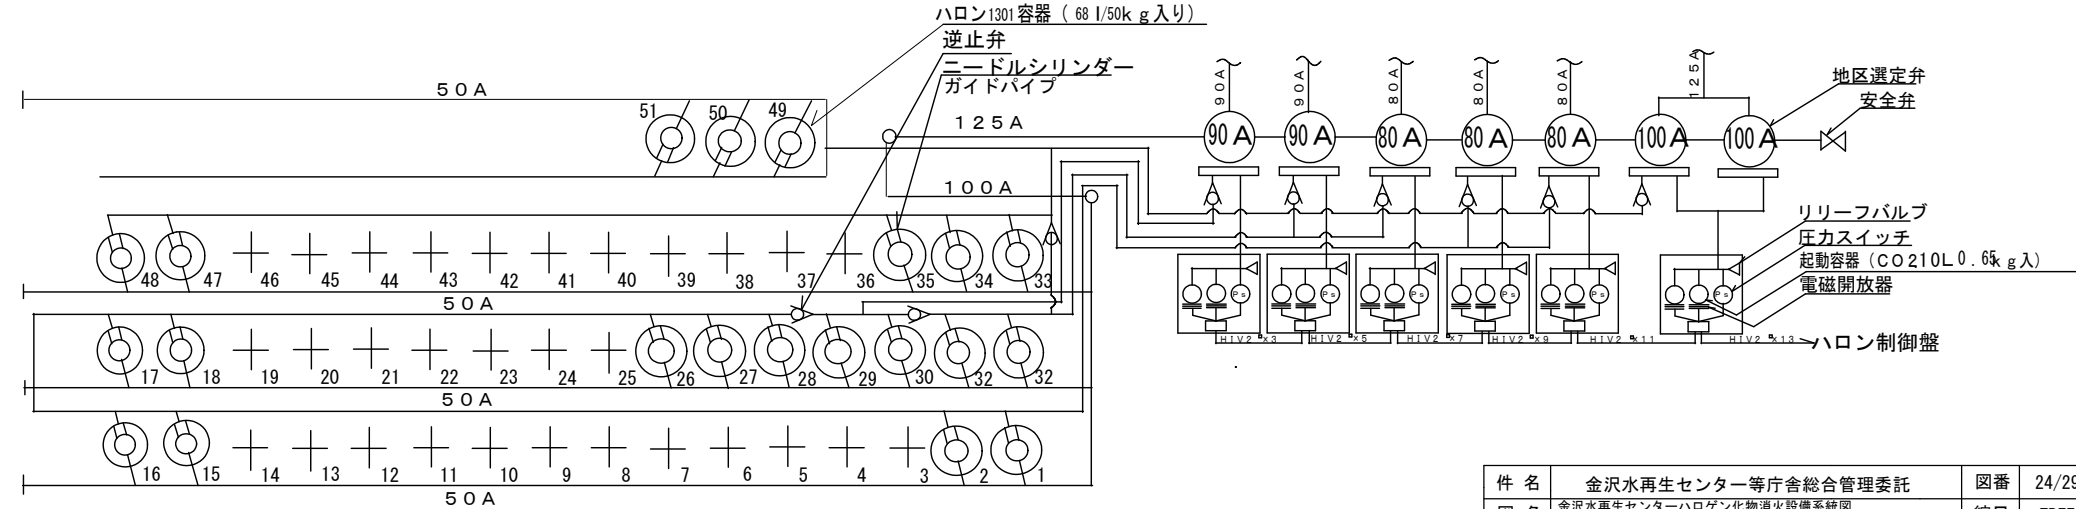 ハロン1301容器（68l/50kg入り）
逆止弁
ニードルシリンダー
ガイドパイプ
50A
51 50 49
125A
100A
90A 90A 80A 80A 80A 125A
90A 90A 80A 80A 80A 100A 100A
地区選定弁
安全弁
リリーフバルブ
圧力スイッチ
起動容器（CO210L0.65kg入）
電磁開放器
Ps Ps Ps Ps Ps Ps
HIV2□x3 HIV2□x5 HIV2□x7 HIV2□x9 HIV2□x11 HIV2□x13
ハロン制御盤
48 47 46 45 44 43 42 41 40 39 38 37 36 35 34 33
50A
17 18 19 20 21 22 23 24 25 26 27 28 29 30 32 32
50A
16 15 14 13 12 11 10 9 8 7 6 5 4 3 2 1
50A
件名 金沢水再生センター等庁舎総合管理委託 図番 24/29
金沢水再生センターハロゲン化物消火設備系統図